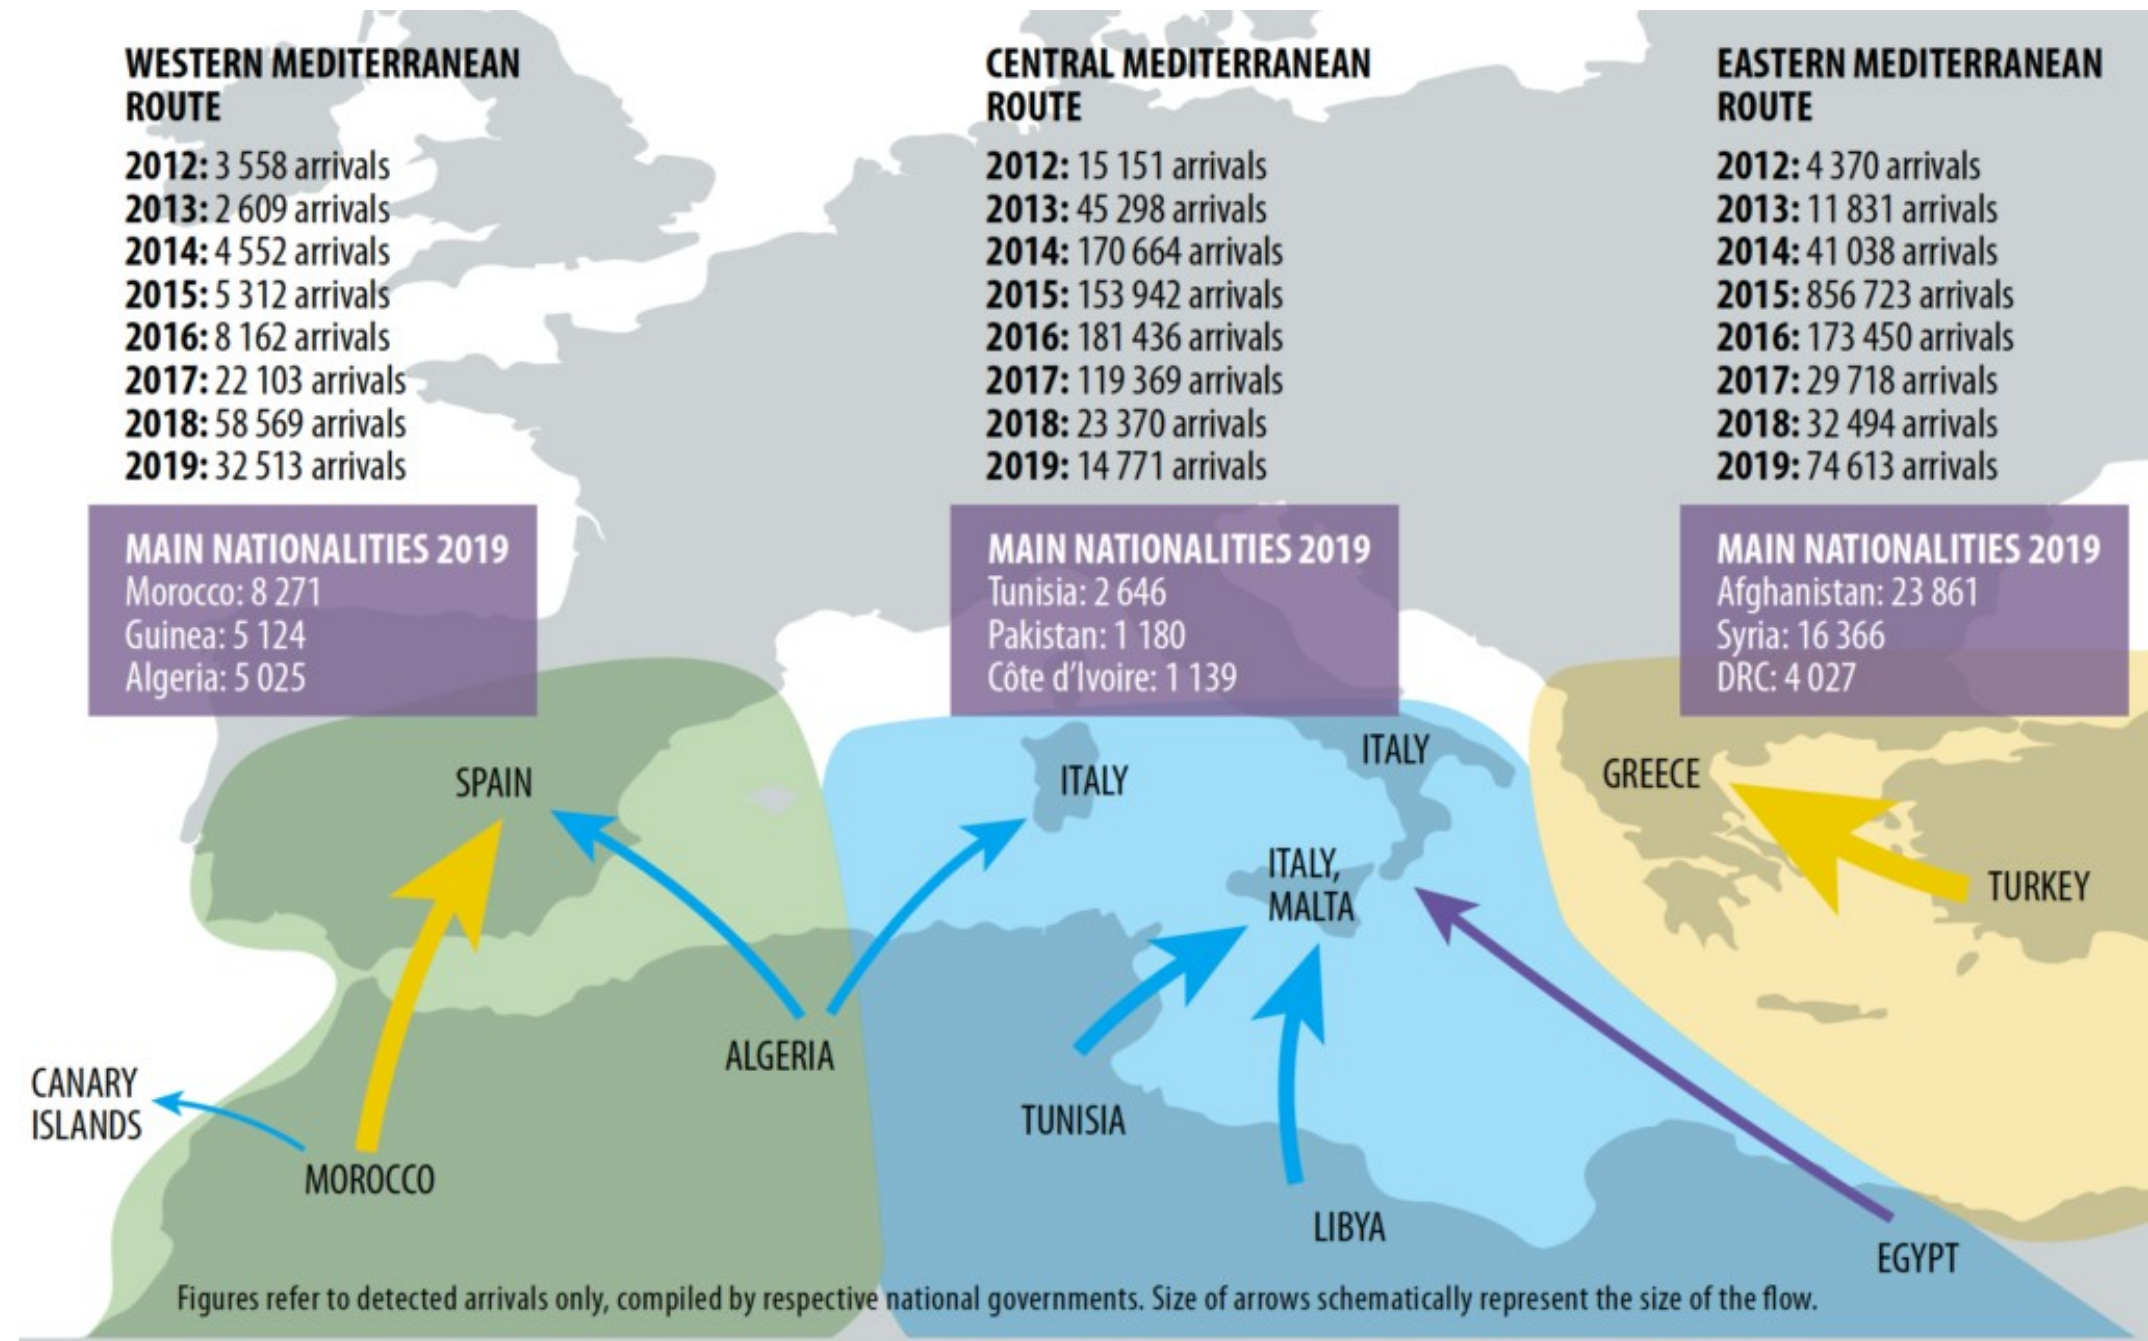 WESTERN MEDITERRANEAN
ROUTE
2012: 3 558 arrivals
2013: 2 609 arrivals
2014: 4 552 arrivals
2015: 5 312 arrivals
2016: 8 162 arrivals
2017: 22 103 arrivals
2018: 58 569 arrivals
2019: 32 513 arrivals
MAIN NATIONALITIES 2019
Morocco: 8 271
Guinea: 5 124
Algeria: 5 025
CENTRAL MEDITERRANEAN
ROUTE
2012: 15 151 arrivals
2013: 45 298 arrivals
2014: 170 664 arrivals
2015: 153 942 arrivals
2016: 181 436 arrivals
2017: 119 369 arrivals
2018: 23 370 arrivals
2019: 14 771 arrivals
MAIN NATIONALITIES 2019
Tunisia: 2 646
Pakistan: 1 180
Côte d'Ivoire: 1 139
EASTERN MEDITERRANEAN
ROUTE
2012: 4 370 arrivals
2013: 11 831 arrivals
2014: 41 038 arrivals
2015: 856 723 arrivals
2016: 173 450 arrivals
2017: 29 718 arrivals
2018: 32 494 arrivals
2019: 74 613 arrivals
MAIN NATIONALITIES 2019
Afghanistan: 23 861
Syria: 16 366
DRC: 4 027
SPAIN
ITALY
ITALY
GREECE
ITALY,
MALTA
TURKEY
ALGERIA
CANARY
ISLANDS
TUNISIA
MOROCCO
LIBYA
EGYPT
Figures refer to detected arrivals only, compiled by respective national governments. Size of arrows schematically represent the size of the flow.